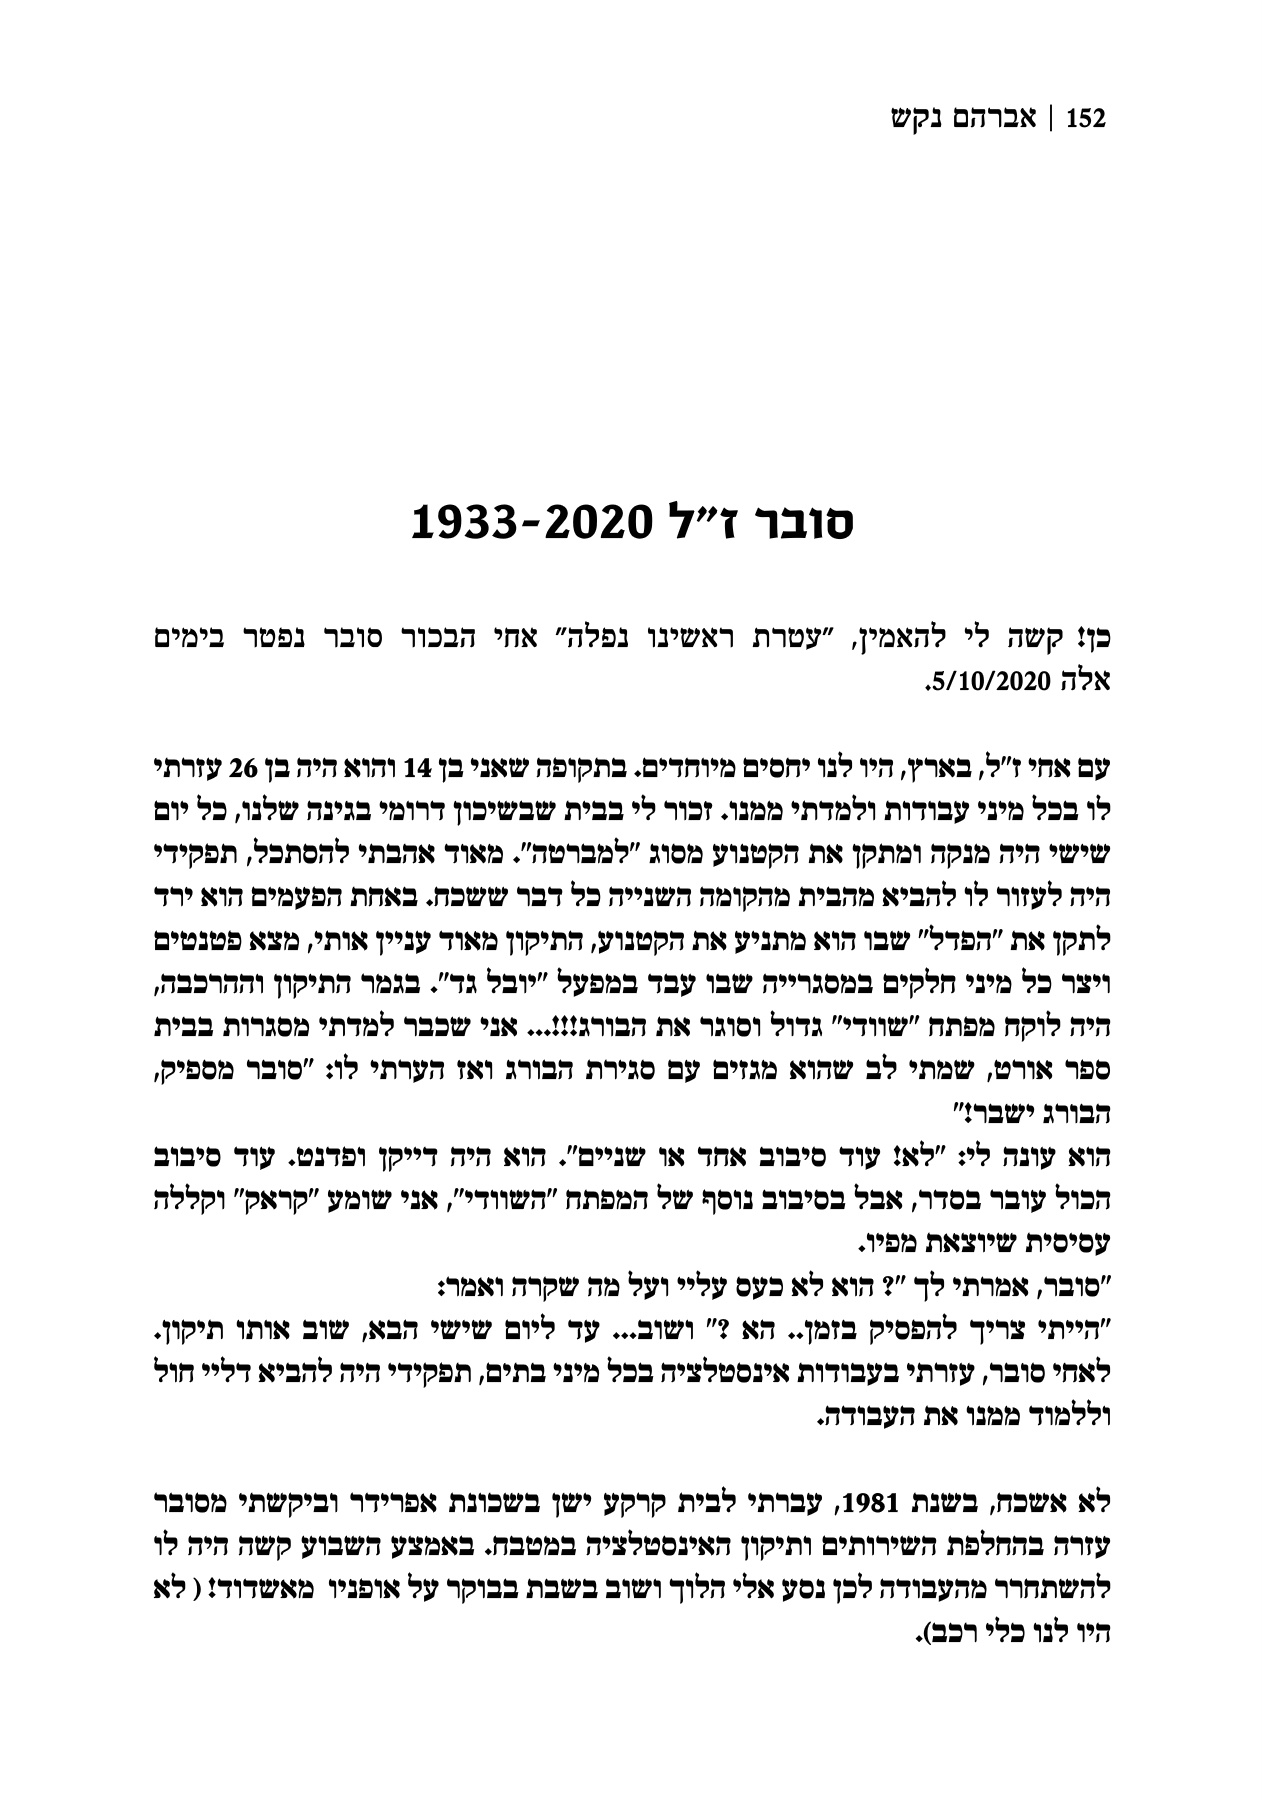 152 | אברהם נקש
סובר ז"ל 1933-2020
כן! קשה לי להאמין, "עטרת ראשינו נפלה" אחי הבכור סובר נפטר בימים
אלה 5/10/2020.
עם אחי ז"ל, בארץ, היו לנו יחסים מיוחדים. בתקופה שאני בן 14 והוא היה בן 26 עזרתי
לו בכל מיני עבודות ולמדתי ממנו. זכור לי בבית שבשיכון דרומי בגינה שלנו, כל יום
שישי היה מנקה ומתקן את הקטנוע מסוג "למברטה". מאוד אהבתי להסתכל, תפקידי
היה לעזור לו להביא מהבית מהקומה השנייה כל דבר ששכח. באחת הפעמים הוא ירד
לתקן את "הפדל" שבו הוא מתניע את הקטנוע, התיקון מאוד עניין אותי, מצא פטנטים
ויצר כל מיני חלקים במסגרייה שבו עבד במפעל "יובל גד". בגמר התיקון וההרכבה,
היה לוקח מפתח "שוודי" גדול וסוגר את הבורג!!!... אני שכבר למדתי מסגרות בבית
ספר אורט, שמתי לב שהוא מגזים עם סגירת הבורג ואז הערתי לו: "סובר מספיק,
הבורג ישבר!"
הוא עונה לי: "לא! עוד סיבוב אחד או שניים". הוא היה דייקן ופדנט. עוד סיבוב
הכול עובר בסדר, אבל בסיבוב נוסף של המפתח "השוודי", אני שומע "קראק" וקללה
עסיסית שיוצאת מפיו.
"סובר, אמרתי לך "? הוא לא כעס עליי ועל מה שקרה ואמר:
"הייתי צריך להפסיק בזמן.. הא ?" ושוב... עד ליום שישי הבא, שוב אותו תיקון.
לאחי סובר, עזרתי בעבודות אינסטלציה בכל מיני בתים, תפקידי היה להביא דליי חול
וללמוד ממנו את העבודה.
לא אשכח, בשנת 1981, עברתי לבית קרקע ישן בשכונת אפרידר וביקשתי מסובר
עזרה בהחלפת השירותים ותיקון האינסטלציה במטבח. באמצע השבוע קשה היה לו
להשתחרר מהעבודה לכן נסע אלי הלוך ושוב בשבת בבוקר על אופניו  מאשדוד! ( לא
היו לנו כלי רכב).